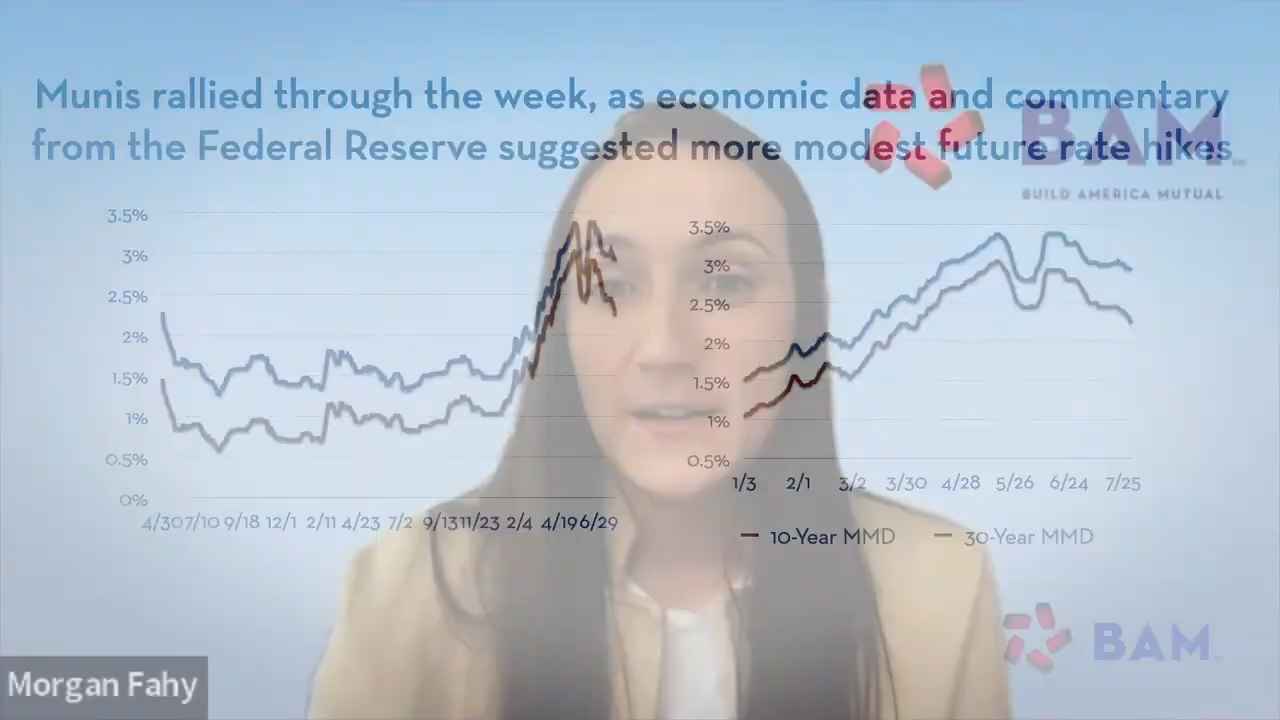 Munis rallied through the week, as economic data and commentary
from the Federal Reserve suggested more modest future rate hikes
BAM
BUILD AMERICA MUTUAL
3.5%
3%
2.5%
2%
1.5%
1%
0.5%
0%
4/30 7/10 9/18 12/1 2/11 4/23 7/2 9/13 11/23 2/4 4/19 6/29
3.5%
3%
2.5%
2%
1.5%
1%
0.5%
1/3 2/1 3/2 3/30 4/28 5/26 6/24 7/25
10-Year MMD 30-Year MMD
BAM
Morgan Fahy